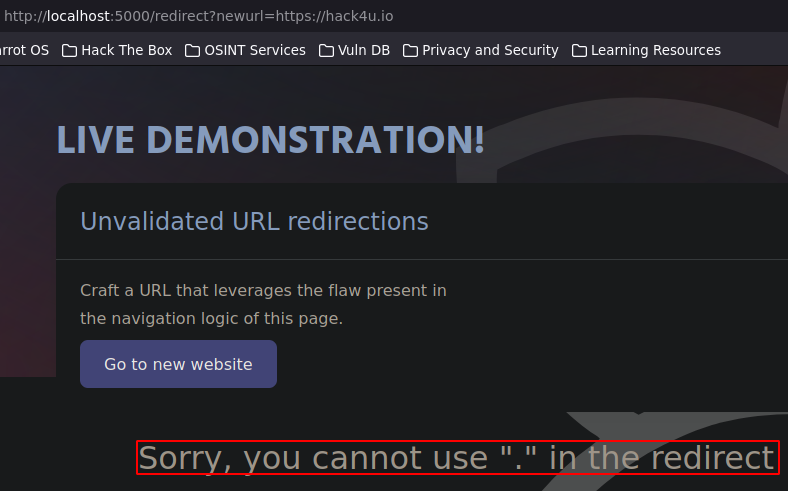 http://localhost:5000/redirect?newurl=https://hack4u.io
rrot OS Hack The Box OSINT Services Vuln DB Privacy and Security Learning Resources
LIVE DEMONSTRATION!
Unvalidated URL redirections
Craft a URL that leverages the flaw present in
the navigation logic of this page.
Go to new website
Sorry, you cannot use "." in the redirect